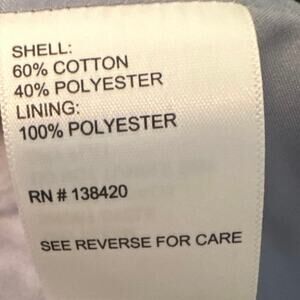 SHELL:
60% COTTON
40% POLYESTER
LINING:
100% POLYESTER
RN # 138420
SEE REVERSE FOR CARE